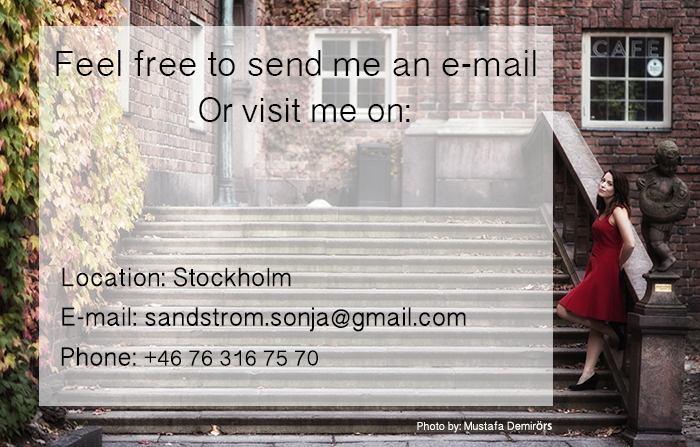 Feel free to send me an e-mail
Or visit me on:
CAFE
Location: Stockholm
E-mail: sandstrom.sonja@gmail.com
Phone: +46 76 316 75 70
Photo by: Mustafa Demirörs